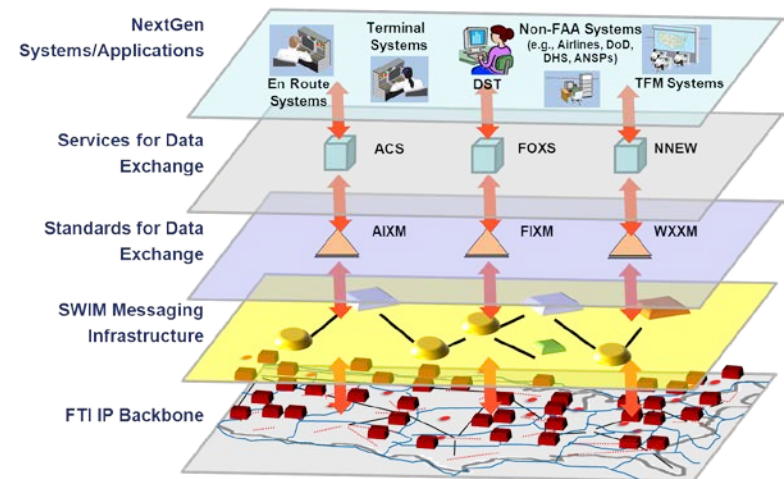 NextGen
Systems/Applications
En Route
Systems
Terminal
Systems
DST
Non-FAA Systems
(e.g., Airlines, DoD,
DHS, ANSPs)
TFM Systems
Services for Data
Exchange
ACS
FOXS
NNEW
Standards for Data
Exchange
AIXM
FIXM
WXXM
SWIM Messaging
Infrastructure
FTI IP Backbone